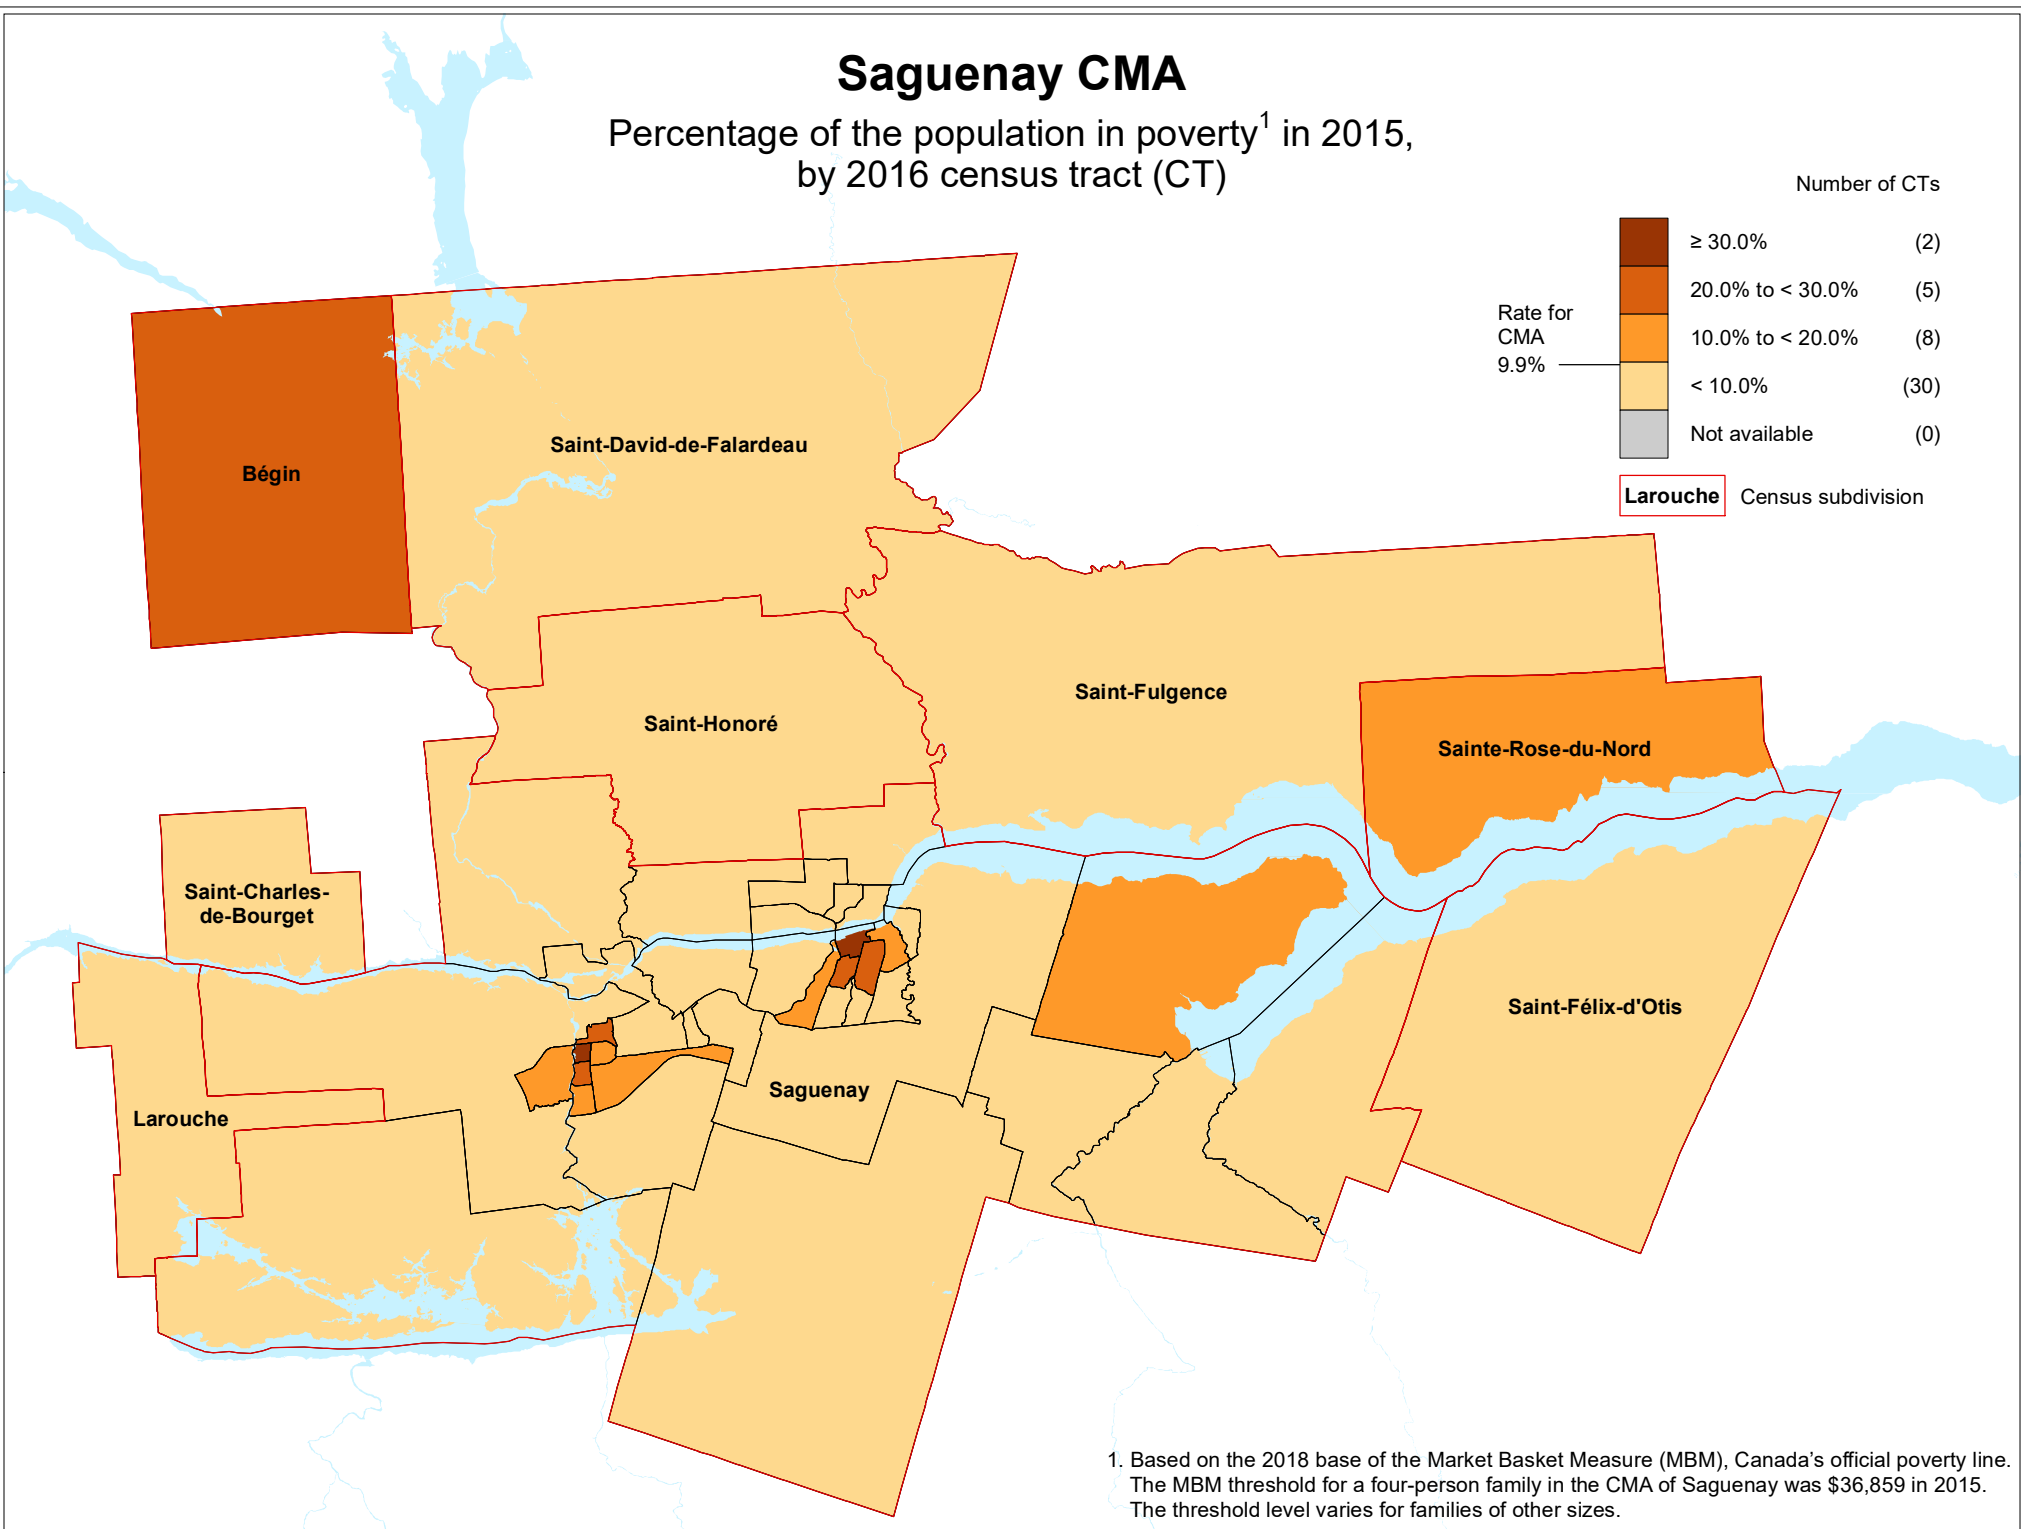 Saguenay CMA
Percentage of the population in poverty1 in 2015,
by 2016 census tract (CT)
Number of CTs
≥ 30.0% (2)
20.0% to < 30.0% (5)
Rate for
CMA
9.9%
10.0% to < 20.0% (8)
< 10.0% (30)
Not available (0)
Larouche Census subdivision
Saint-David-de-Falardeau
Bégin
Saint-Fulgence
Saint-Honoré
Sainte-Rose-du-Nord
Saint-Charles-
de-Bourget
Saint-Félix-d'Otis
Saguenay
Larouche
1. Based on the 2018 base of the Market Basket Measure (MBM), Canada’s official poverty line.
The MBM threshold for a four-person family in the CMA of Saguenay was $36,859 in 2015.
The threshold level varies for families of other sizes.